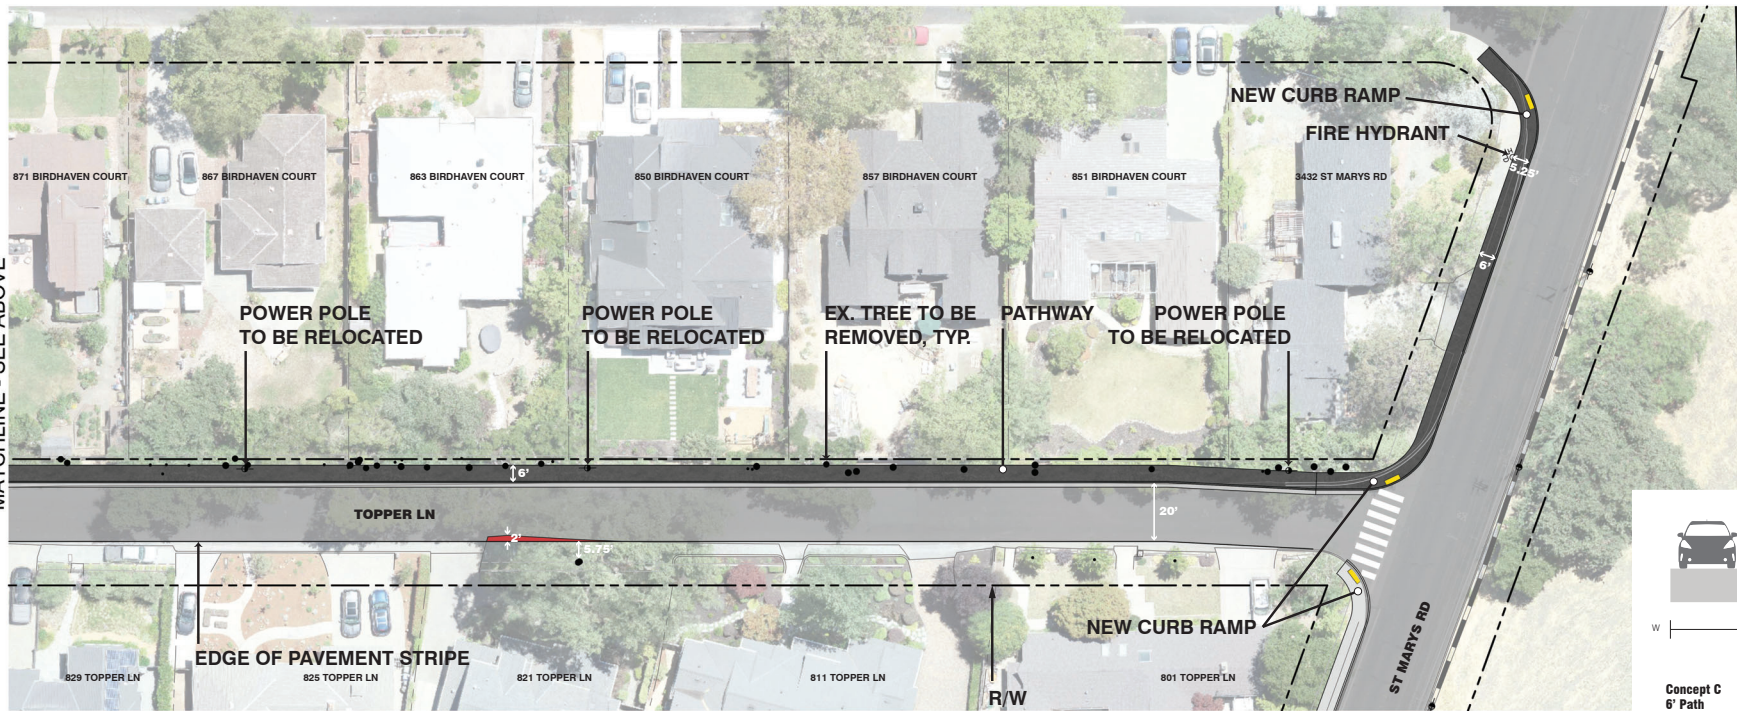 NEW CURB RAMP
FIRE HYDRANT
5.25'
871 BIRDHAVEN COURT
867 BIRDHAVEN COURT
863 BIRDHAVEN COURT
850 BIRDHAVEN COURT
857 BIRDHAVEN COURT
851 BIRDHAVEN COURT
3432 ST MARYS RD
6'
MATCHLINE - SEE ABOVE
POWER POLE
TO BE RELOCATED
POWER POLE
TO BE RELOCATED
EX. TREE TO BE
REMOVED, TYP.
PATHWAY
POWER POLE
TO BE RELOCATED
6'
TOPPER LN
20'
2'
5.75'
NEW CURB RAMP
EDGE OF PAVEMENT STRIPE
829 TOPPER LN
825 TOPPER LN
821 TOPPER LN
811 TOPPER LN
801 TOPPER LN
R/W
ST MARYS RD
W
Concept C
6' Path